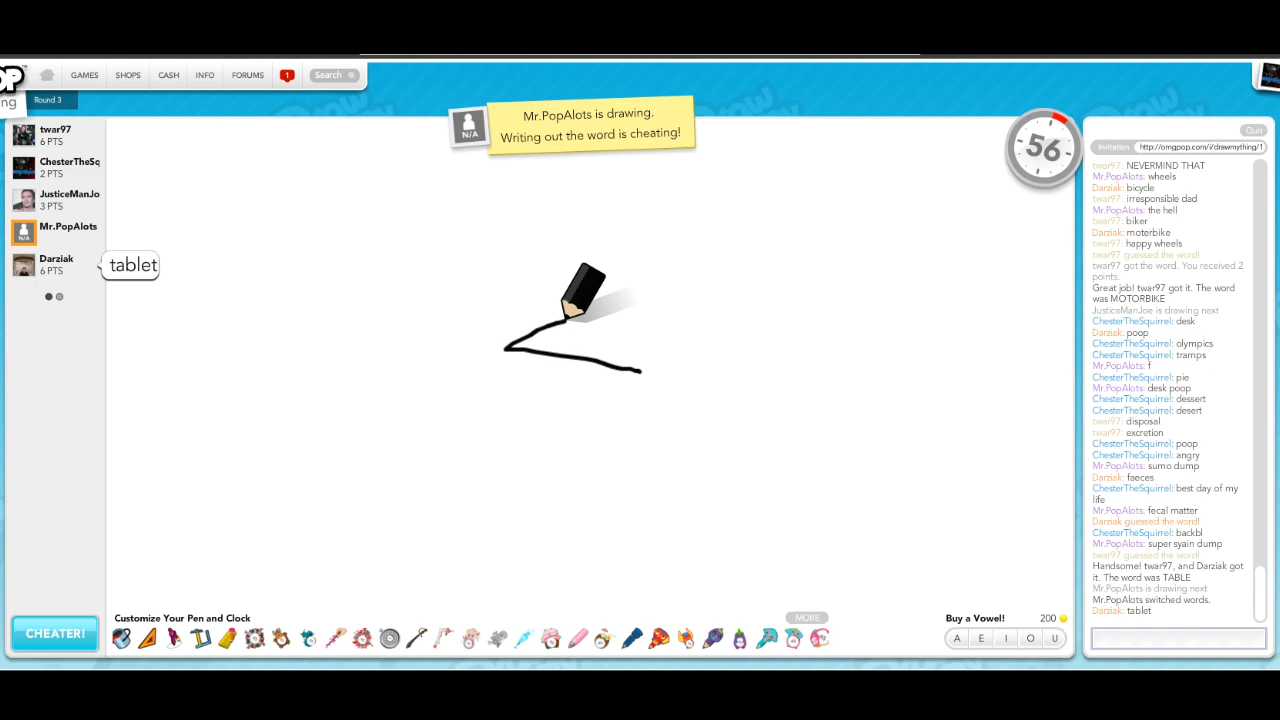 GAMES SHOPS CASH INFO FORUMS 1 Search
ng Round 3
Mr.PopAlots is drawing.
Writing out the word is cheating!
N/A
56
twar97
6 PTS
ChesterTheSq
2 PTS
JusticeManJo
3 PTS
N/A
Mr.PopAlots
Darziak
6 PTS
tablet
CHEATER!
Customize Your Pen and Clock
MORE
Buy a Vowel! 200
A E I O U
Quit
Invitation http://omgpop.com/i/drawmything/1
twar97: NEVERMIND THAT
Mr.PopAlots: wheels
Darziak: bicycle
twar97: irresponsible dad
Mr.PopAlots: the hell
twar97: biker
Darziak: moterbike
twar97: happy wheels
twar97 guessed the word!
twar97 got the word. You received 2
points.
Great job! twar97 got it. The word
was MOTORBIKE
JusticeManJoe is drawing next
ChesterTheSquirrel: desk
Darziak: poop
ChesterTheSquirrel: olympics
ChesterTheSquirrel: tramps
Mr.PopAlots: f
ChesterTheSquirrel: pie
Mr.PopAlots: desk poop
ChesterTheSquirrel: dessert
ChesterTheSquirrel: desert
twar97: disposal
twar97: excretion
ChesterTheSquirrel: poop
ChesterTheSquirrel: angry
Mr.PopAlots: sumo dump
Darziak: faeces
ChesterTheSquirrel: best day of my
life
Mr.PopAlots: fecal matter
Darziak guessed the word!
ChesterTheSquirrel: backbl
Mr.PopAlots: super syain dump
twar97 guessed the word!
Handsome! twar97, and Darziak got
it. The word was TABLE
Mr.PopAlots is drawing next
Mr.PopAlots switched words.
Darziak: tablet